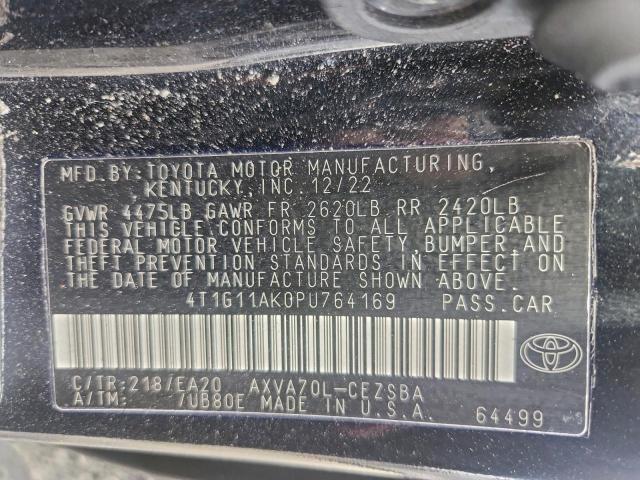 MFD.BY:TOYOTA MOTOR MANUFACTURING,
KENTUCKY,INC.12/22
GVWR 4475LB GAWR FR 2620LB RR 2420LB
THIS VEHICLE CONFORMS TO ALL APPLICABLE
FEDERAL MOTOR VEHICLE SAFETY,BUMPER,AND
THEFT PREVENTION STANDARDS IN EFFECT ON
THE DATE OF MANUFACTURE SHOWN ABOVE.
4T1G11AK0PU764169 PASS.CAR
C/TR:218/EA20 AXVA70L-CEZSBA
A/TM: 7UB80E MADE IN U.S.A. 64499